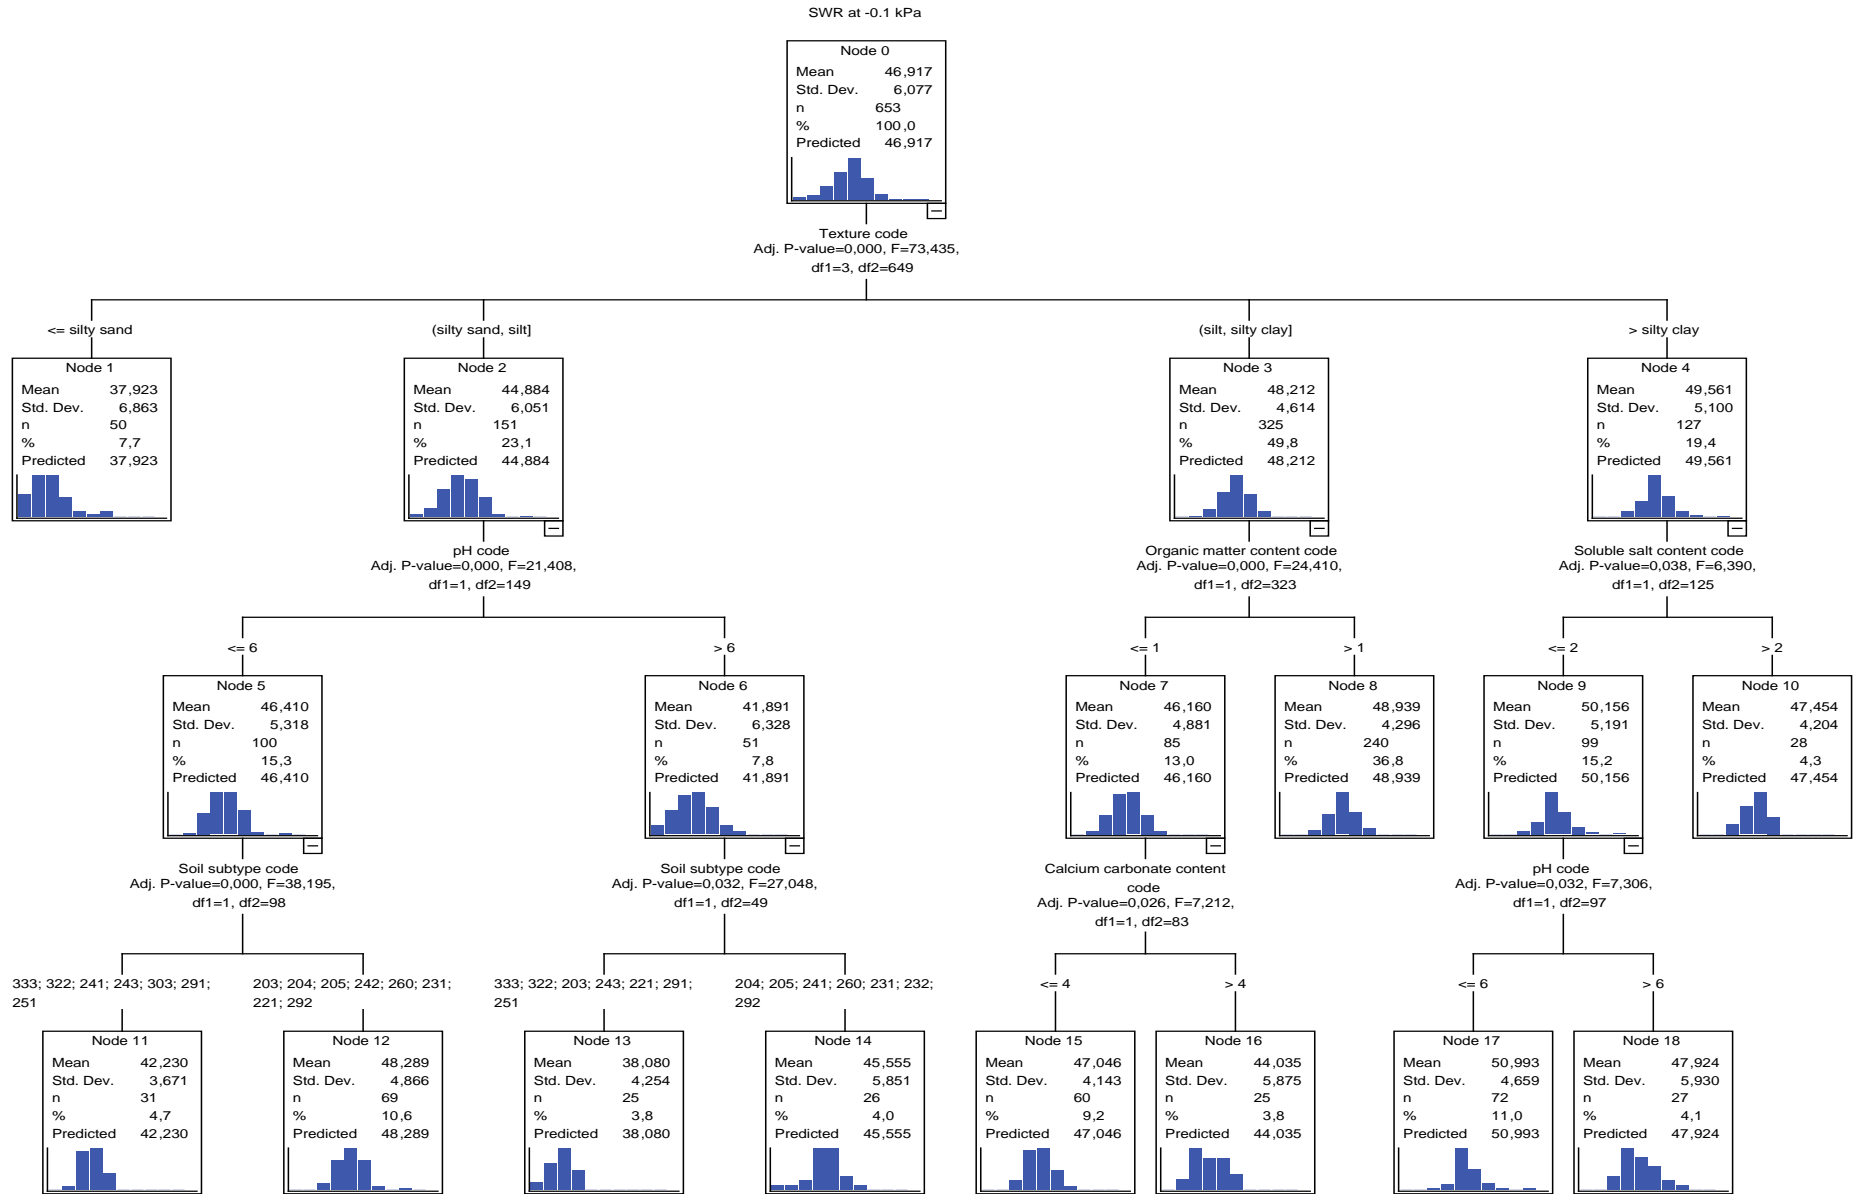 SWR at -0.1 kPa
Node 0
Mean 46,917
Std. Dev. 6,077
n 653
% 100,0
Predicted 46,917
Texture code
Adj. P-value=0,000, F=73,435,
df1=3, df2=649
<= silty sand
(silty sand, silt]
(silt, silty clay]
> silty clay
Node 1
Mean 37,923
Std. Dev. 6,863
n 50
% 7,7
Predicted 37,923
Node 2
Mean 44,884
Std. Dev. 6,051
n 151
% 23,1
Predicted 44,884
Node 3
Mean 48,212
Std. Dev. 4,614
n 325
% 49,8
Predicted 48,212
Node 4
Mean 49,561
Std. Dev. 5,100
n 127
% 19,4
Predicted 49,561
pH code
Adj. P-value=0,000, F=21,408,
df1=1, df2=149
Organic matter content code
Adj. P-value=0,000, F=24,410,
df1=1, df2=323
Soluble salt content code
Adj. P-value=0,038, F=6,390,
df1=1, df2=125
<= 6
> 6
<= 1
> 1
<= 2
> 2
Node 5
Mean 46,410
Std. Dev. 5,318
n 100
% 15,3
Predicted 46,410
Node 6
Mean 41,891
Std. Dev. 6,328
n 51
% 7,8
Predicted 41,891
Node 7
Mean 46,160
Std. Dev. 4,881
n 85
% 13,0
Predicted 46,160
Node 8
Mean 48,939
Std. Dev. 4,296
n 240
% 36,8
Predicted 48,939
Node 9
Mean 50,156
Std. Dev. 5,191
n 99
% 15,2
Predicted 50,156
Node 10
Mean 47,454
Std. Dev. 4,204
n 28
% 4,3
Predicted 47,454
Soil subtype code
Adj. P-value=0,000, F=38,195,
df1=1, df2=98
Soil subtype code
Adj. P-value=0,032, F=27,048,
df1=1, df2=49
Calcium carbonate content
code
Adj. P-value=0,026, F=7,212,
df1=1, df2=83
pH code
Adj. P-value=0,032, F=7,306,
df1=1, df2=97
333; 322; 241; 243; 303; 291;
251
203; 204; 205; 242; 260; 231;
221; 292
333; 322; 203; 243; 221; 291;
251
204; 205; 241; 260; 231; 232;
292
<= 4
> 4
<= 6
> 6
Node 11
Mean 42,230
Std. Dev. 3,671
n 31
% 4,7
Predicted 42,230
Node 12
Mean 48,289
Std. Dev. 4,866
n 69
% 10,6
Predicted 48,289
Node 13
Mean 38,080
Std. Dev. 4,254
n 25
% 3,8
Predicted 38,080
Node 14
Mean 45,555
Std. Dev. 5,851
n 26
% 4,0
Predicted 45,555
Node 15
Mean 47,046
Std. Dev. 4,143
n 60
% 9,2
Predicted 47,046
Node 16
Mean 44,035
Std. Dev. 5,875
n 25
% 3,8
Predicted 44,035
Node 17
Mean 50,993
Std. Dev. 4,659
n 72
% 11,0
Predicted 50,993
Node 18
Mean 47,924
Std. Dev. 5,930
n 27
% 4,1
Predicted 47,924